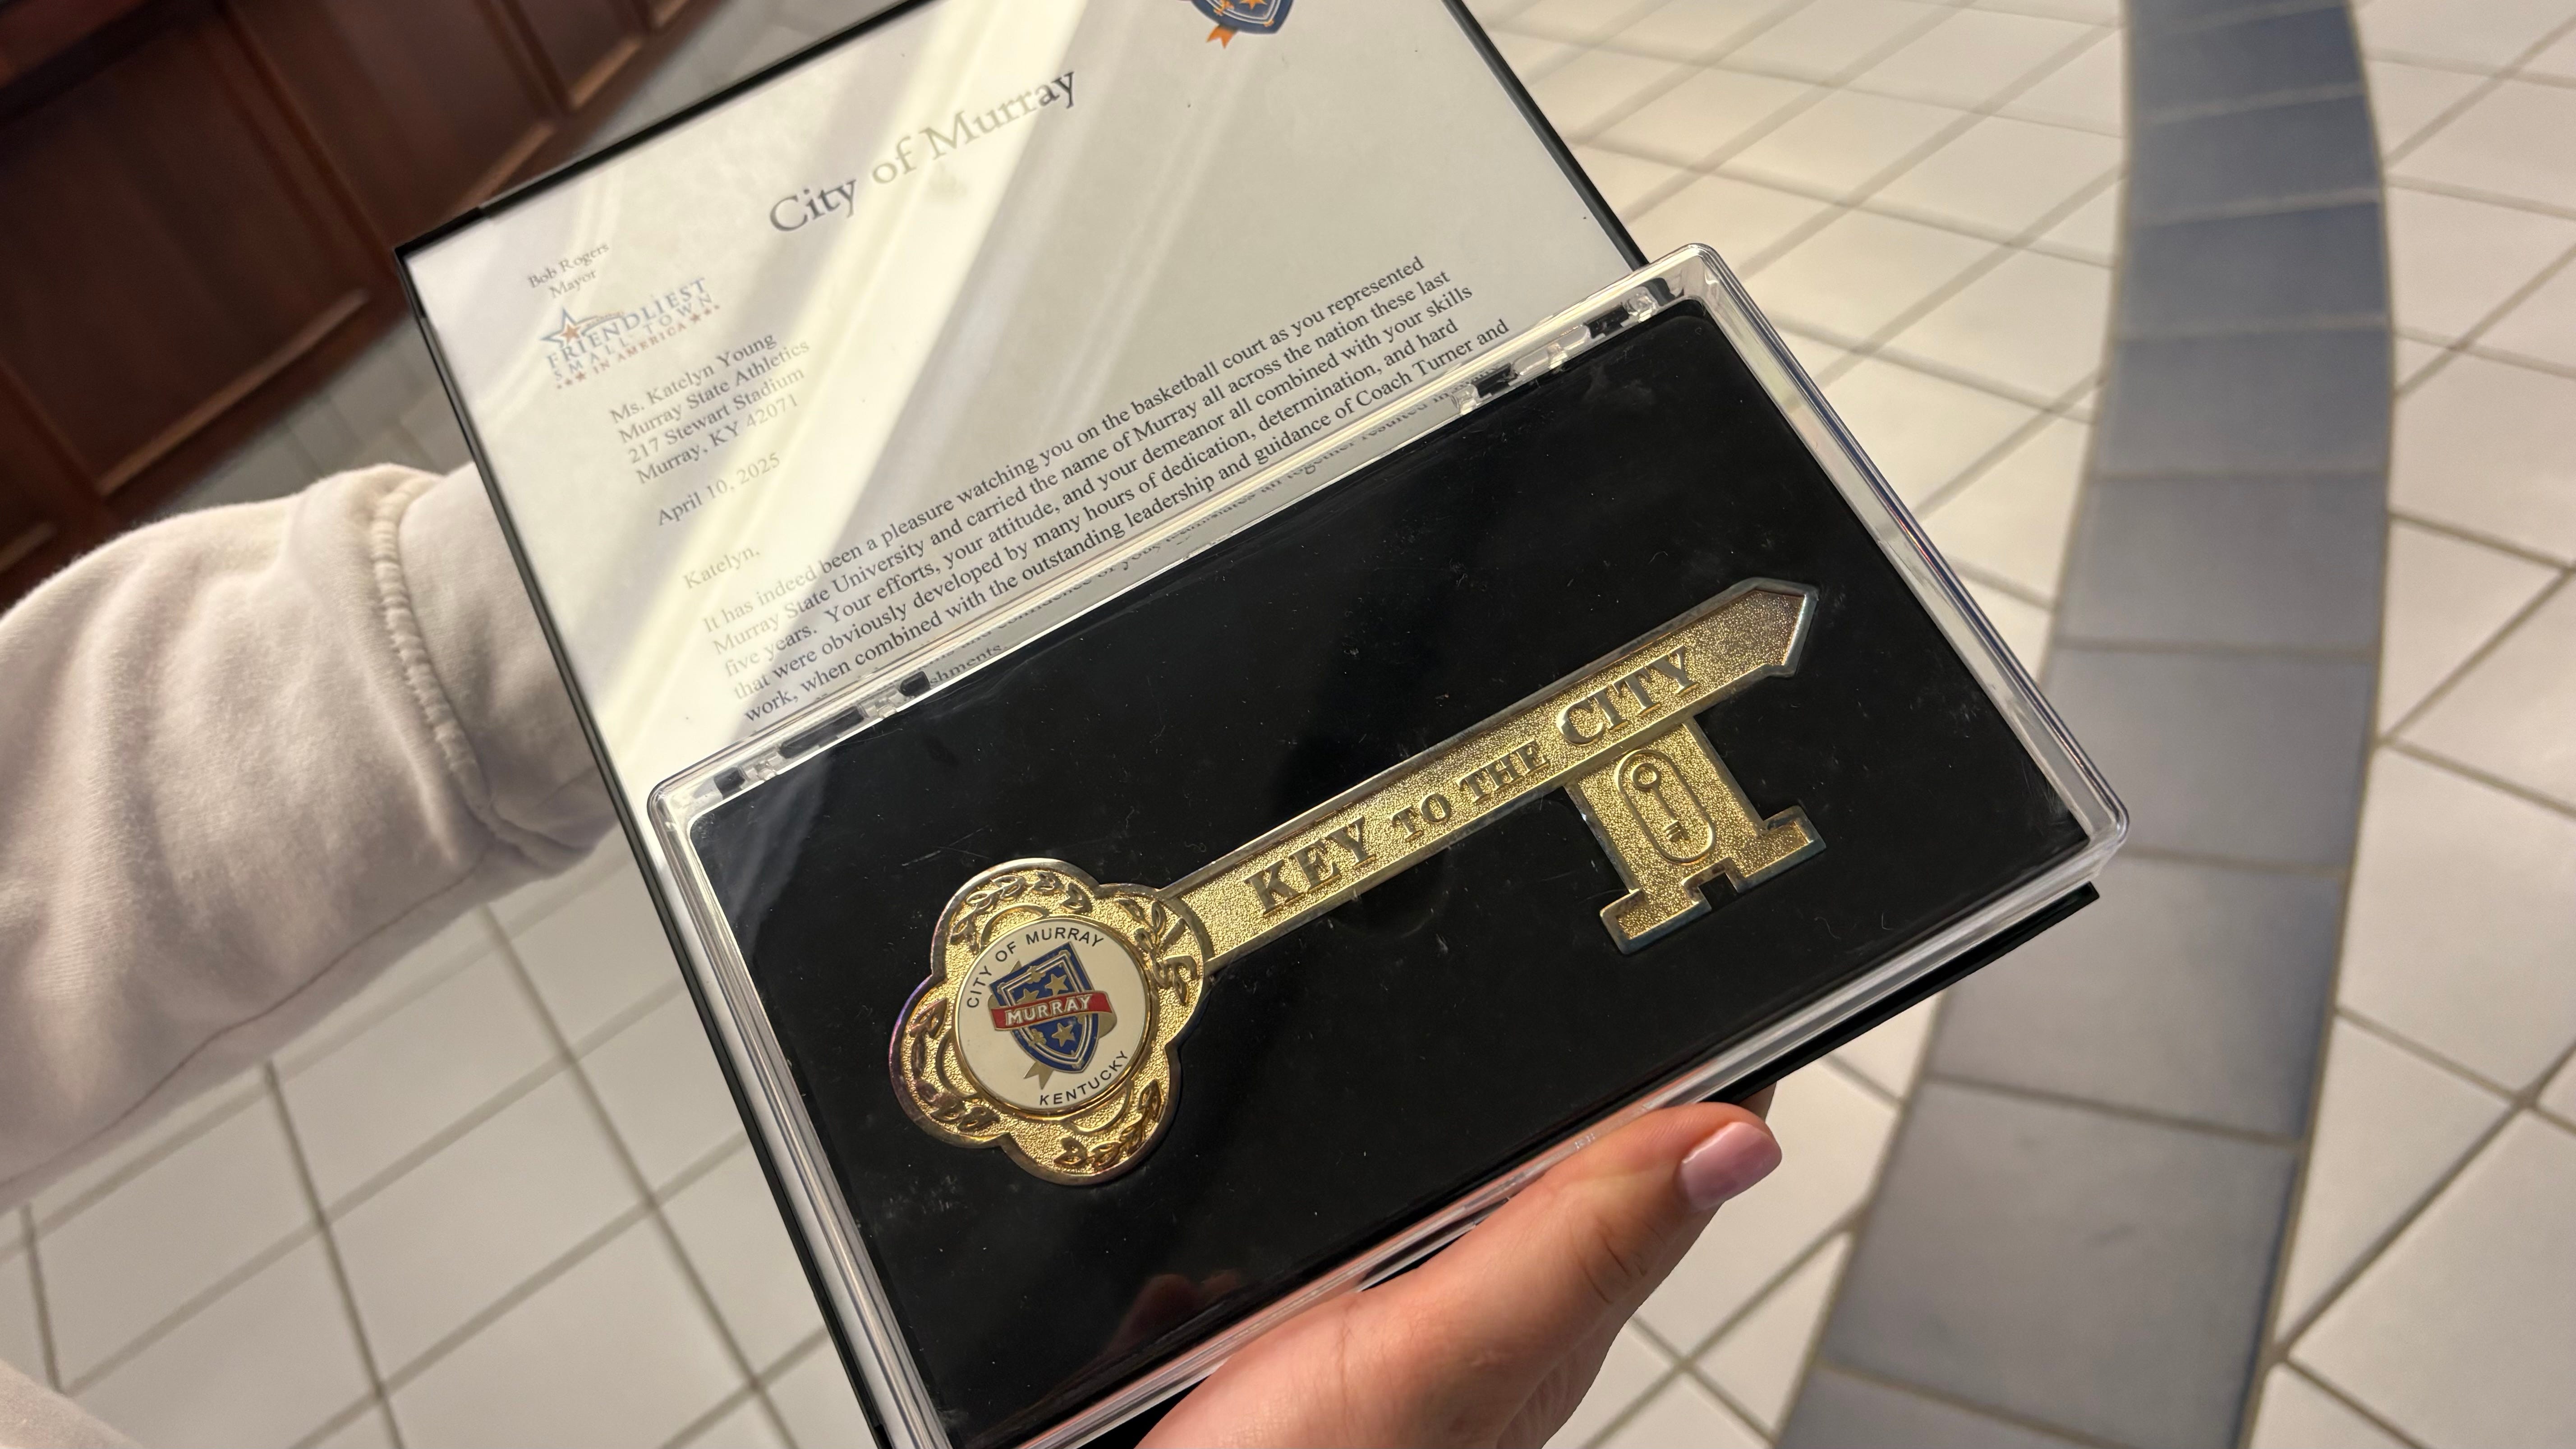 City of Murray
Bob Rogers
Mayor
FRIENDLIEST
SMALL TOWN
IN AMERICA
Ms. Katelyn Young
Murray State Athletics
217 Stewart Stadium
Murray, KY 42071
April 10, 2025
Katelyn,
It has indeed been a pleasure watching you on the basketball court as you represented
Murray State University and carried the name of Murray all across the nation these last
five years. Your efforts, your attitude, and your demeanor all combined with your skills
that were obviously developed by many hours of dedication, determination, and hard
work, when combined with the outstanding leadership and guidance of Coach Turner and
KEY TO THE CITY
CITY OF MURRAY
MURRAY
KENTUCKY